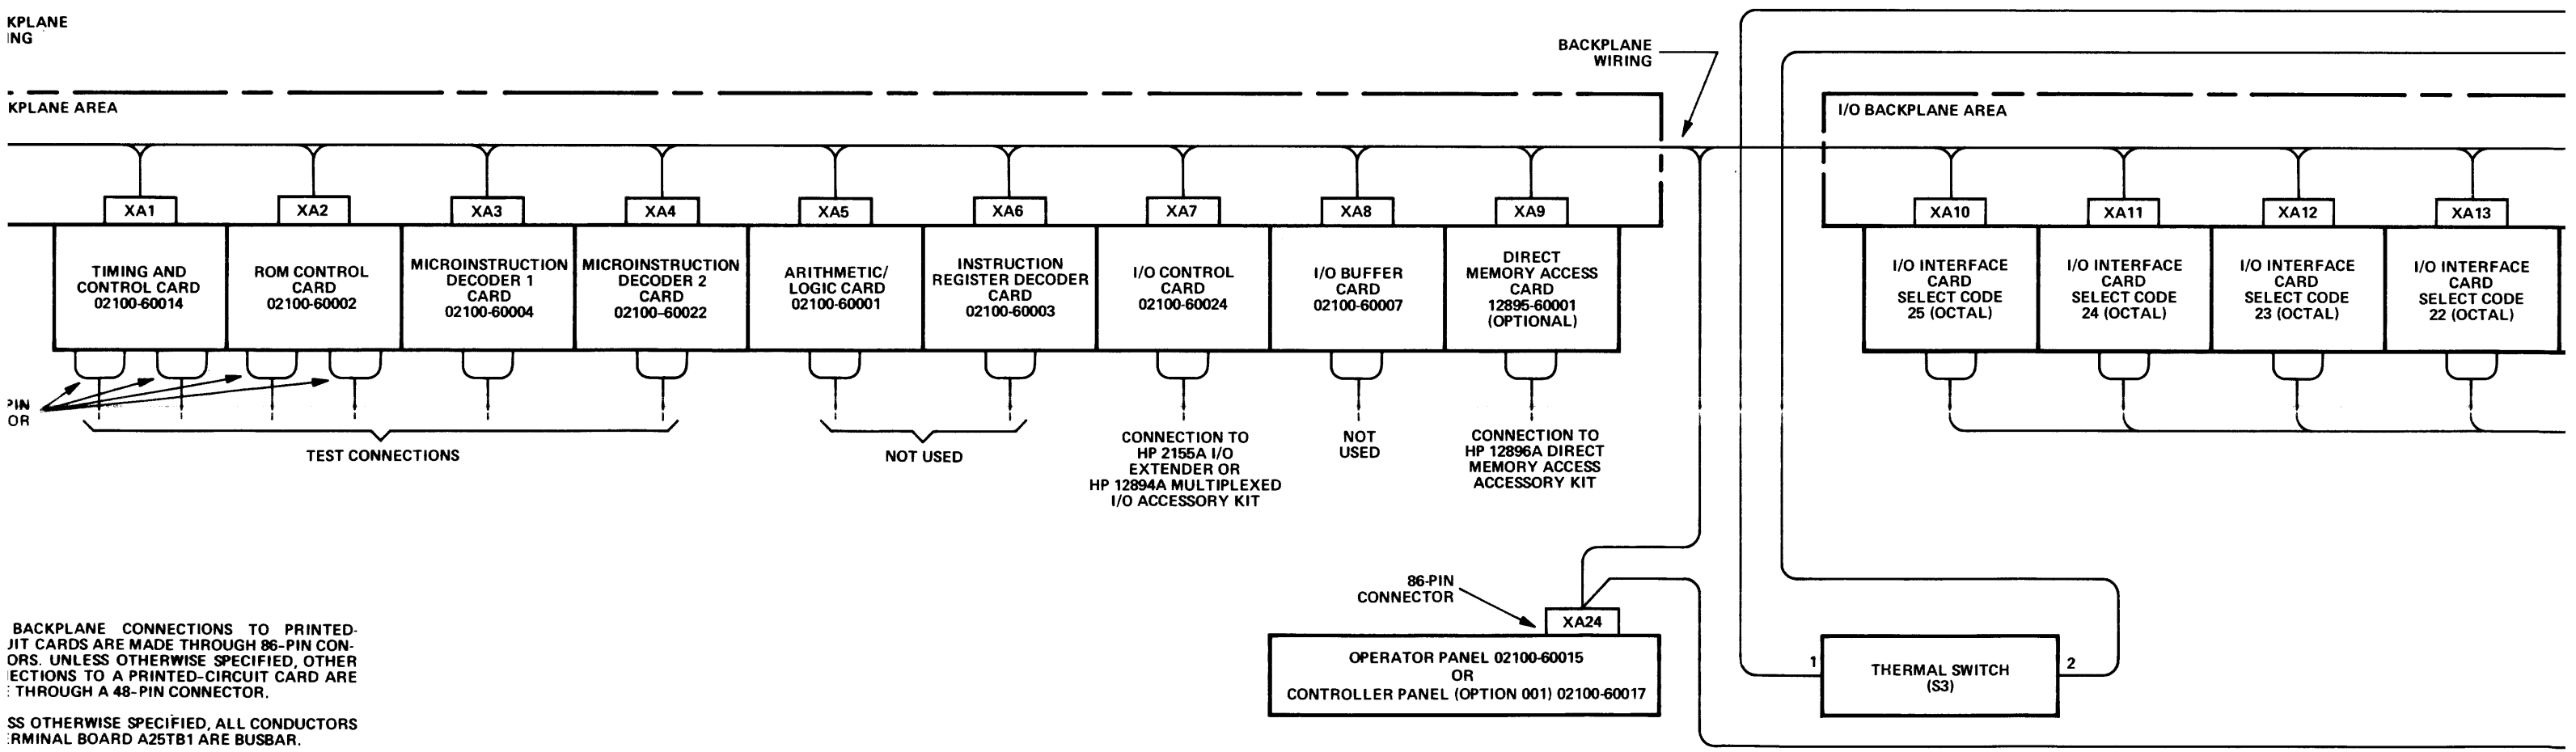 KPLANE
ING
BACKPLANE
WIRING
KPLANE AREA
I/O BACKPLANE AREA
XA1
XA2
XA3
XA4
XA5
XA6
XA7
XA8
XA9
XA10
XA11
XA12
XA13
TIMING AND
CONTROL CARD
02100-60014
ROM CONTROL
CARD
02100-60002
MICROINSTRUCTION
DECODER 1
CARD
02100-60004
MICROINSTRUCTION
DECODER 2
CARD
02100-60022
ARITHMETIC/
LOGIC CARD
02100-60001
INSTRUCTION
REGISTER DECODER
CARD
02100-60003
I/O CONTROL
CARD
02100-60024
I/O BUFFER
CARD
02100-60007
DIRECT
MEMORY ACCESS
CARD
12895-60001
(OPTIONAL)
I/O INTERFACE
CARD
SELECT CODE
25 (OCTAL)
I/O INTERFACE
CARD
SELECT CODE
24 (OCTAL)
I/O INTERFACE
CARD
SELECT CODE
23 (OCTAL)
I/O INTERFACE
CARD
SELECT CODE
22 (OCTAL)
PIN
OR
TEST CONNECTIONS
NOT USED
CONNECTION TO
HP 2155A I/O
EXTENDER OR
HP 12894A MULTIPLEXED
I/O ACCESSORY KIT
NOT
USED
CONNECTION TO
HP 12896A DIRECT
MEMORY ACCESS
ACCESSORY KIT
86-PIN
CONNECTOR
XA24
OPERATOR PANEL 02100-60015
OR
CONTROLLER PANEL (OPTION 001) 02100-60017
1
THERMAL SWITCH
(S3)
2
BACKPLANE CONNECTIONS TO PRINTED-
UIT CARDS ARE MADE THROUGH 86-PIN CON-
ORS. UNLESS OTHERWISE SPECIFIED, OTHER
ECTIONS TO A PRINTED-CIRCUIT CARD ARE
THROUGH A 48-PIN CONNECTOR.
SS OTHERWISE SPECIFIED, ALL CONDUCTORS
ERMINAL BOARD A25TB1 ARE BUSBAR.